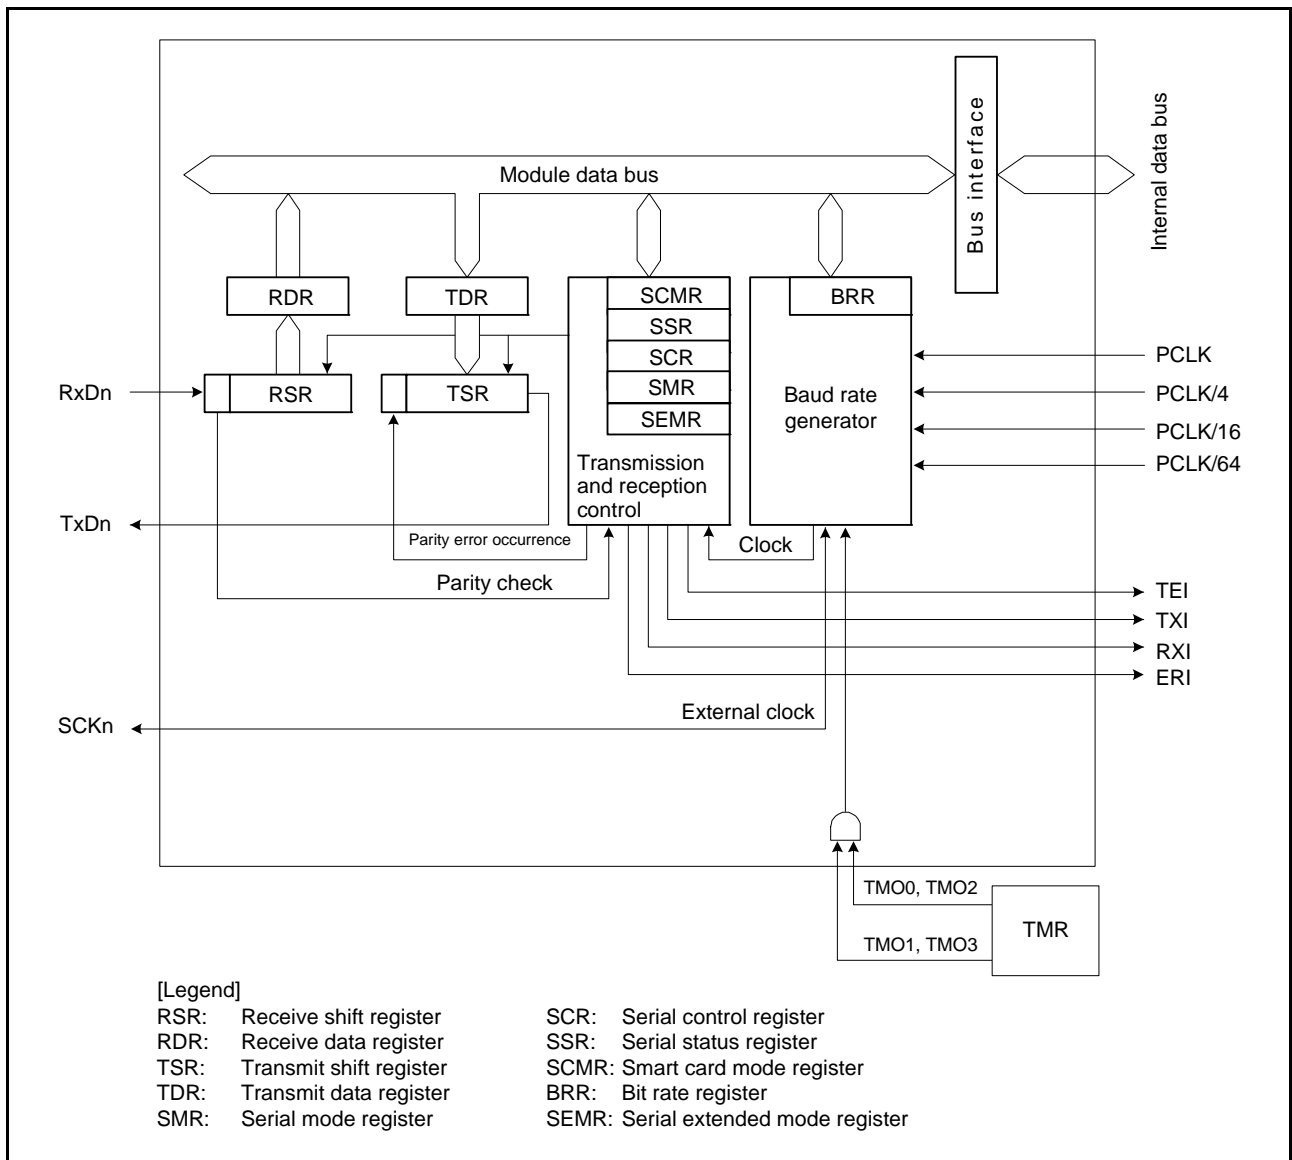 Module data bus
Bus interface
Internal data bus
RDR
TDR
SCMR
SSR
SCR
SMR
SEMR
Transmission
and reception
control
BRR
Baud rate
generator
PCLK
PCLK/4
PCLK/16
PCLK/64
RxDn
RSR
TSR
TxDn
Parity error occurrence
Clock
Parity check
TEI
TXI
RXI
ERI
External clock
SCKn
TMO0, TMO2
TMO1, TMO3
TMR
[Legend]
RSR: Receive shift register
RDR: Receive data register
TSR: Transmit shift register
TDR: Transmit data register
SMR: Serial mode register
SCR: Serial control register
SSR: Serial status register
SCMR: Smart card mode register
BRR: Bit rate register
SEMR: Serial extended mode register